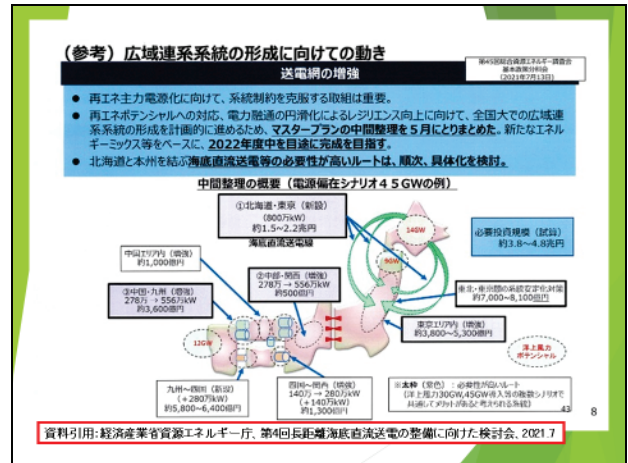 (参考)広域連系系統の形成に向けての動き
第45回総合資源エネルギー調査会
基本政策分科会
(2021年7月13日)
送電網の増強
● 再エネ主力電源化に向けて、系統制約を克服する取組は重要。
● 再エネポテンシャルへの対応、電力融通の円滑化によるレジリエンス向上に向けて、全国大での広域連
系系統の形成を計画的に進めるため、マスタープランの中間整理を5月にとりまとめた。新たなエネル
ギーミックス等をベースに、2022年度中を目途に完成を目指す。
● 北海道と本州を結ぶ海底直流送電等の必要性が高いルートは、順次、具体化を検討。
中間整理の概要(電源偏在シナリオ45GWの例)
①北海道・東京(新設)
(800万kW)
約1.5~2.2兆円
海底直流送電線
14GW
必要投資規模(試算)
約3.8~4.8兆円
中国エリア内(増強)
約1,000億円
②中部・関西(増強)
278万→556万kW
約500億円
9GW
③中国・九州(増強)
278万→556万kW
約3,600億円
東北・東京間の系統安定化対策
約7,000~8,100億円
東京エリア内(増強)
約3,800~5,300億円
12GW
洋上風力
ポテンシャル
九州~四国(新設)
(+280万kW)
約5,800~6,400億円
四国~関西(増強)
140万→280万kW
(+140万kW)
約1,300億円
※太枠(紫色):必要性が高いルート
(洋上風力30GW,45GW導入等の複数シナリオで
共通してメリットがあると考えられる系統)
43
8
資料引用:経済産業省資源エネルギー庁、第4回長距離海底直流送電の整備に向けた検討会、2021.7